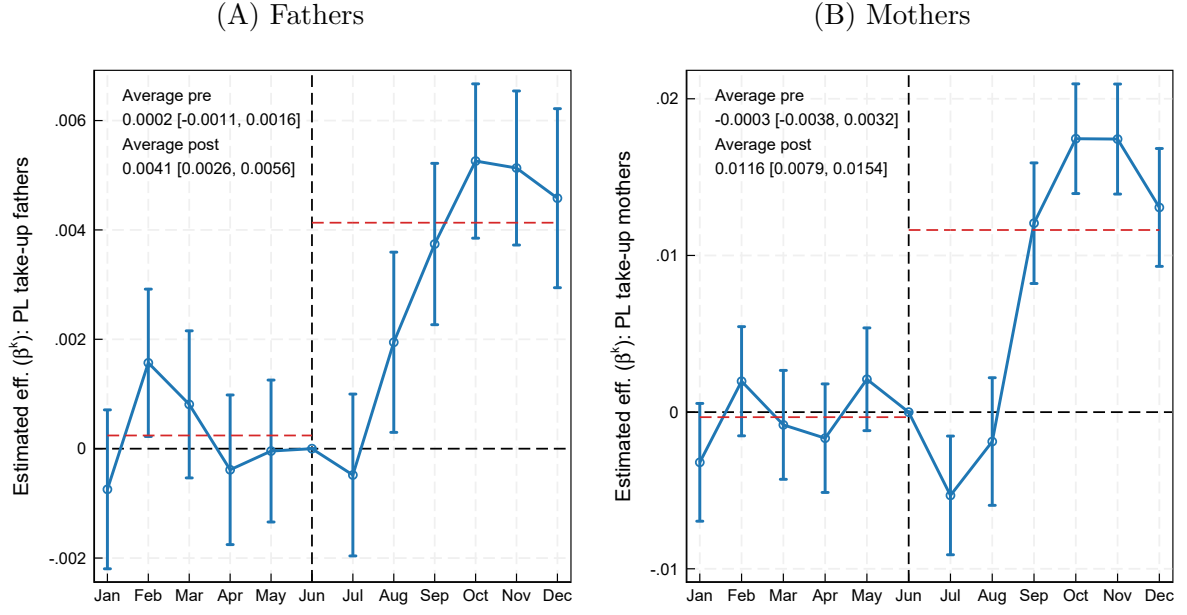 (A) Fathers
Average pre
0.0002 [-0.0011, 0.0016]
Average post
0.0041 [0.0026, 0.0056]
Estimated eff. (βᵏ): PL take-up fathers
.006
.004
.002
0
-.002
Jan Feb Mar Apr May Jun Jul Aug Sep Oct Nov Dec
(B) Mothers
Average pre
-0.0003 [-0.0038, 0.0032]
Average post
0.0116 [0.0079, 0.0154]
Estimated eff. (βᵏ): PL take-up mothers
.02
.01
0
-.01
Jan Feb Mar Apr May Jun Jul Aug Sep Oct Nov Dec